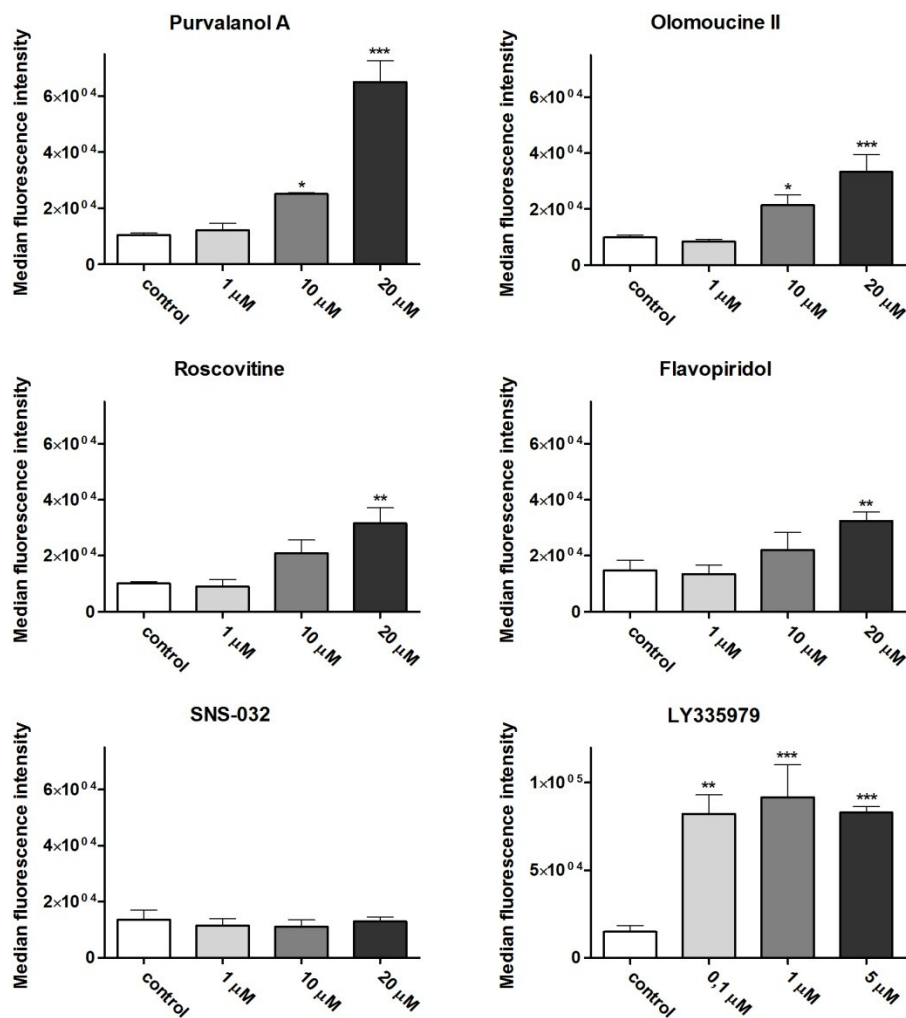 Purvalanol A
Median fluorescence intensity
6×10⁰⁴
4×10⁰⁴
2×10⁰⁴
0
*
***
control
1 µM
10 µM
20 µM
Olomoucine II
Median fluorescence intensity
6×10⁰⁴
4×10⁰⁴
2×10⁰⁴
0
*
***
control
1 µM
10 µM
20 µM
Roscovitine
Median fluorescence intensity
6×10⁰⁴
4×10⁰⁴
2×10⁰⁴
0
**
control
1 µM
10 µM
20 µM
Flavopiridol
Median fluorescence intensity
6×10⁰⁴
4×10⁰⁴
2×10⁰⁴
0
**
control
1 µM
10 µM
20 µM
SNS-032
Median fluorescence intensity
6×10⁰⁴
4×10⁰⁴
2×10⁰⁴
0
control
1 µM
10 µM
20 µM
LY335979
Median fluorescence intensity
1×10⁰⁵
5×10⁰⁴
0
**
***
***
control
0,1 µM
1 µM
5 µM